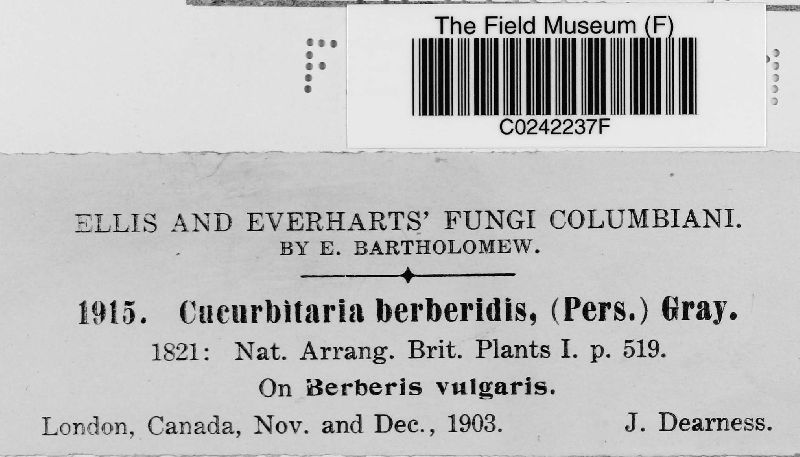 The Field Museum (F)
C0242237F
F
ELLIS AND EVERHARTS' FUNGI COLUMBIANI.
BY E. BARTHOLOMEW.
1915. Cucurbitaria berberidis, (Pers.) Gray.
1821: Nat. Arrang. Brit. Plants I. p. 519.
On Berberis vulgaris.
London, Canada, Nov. and Dec., 1903. J. Dearness.